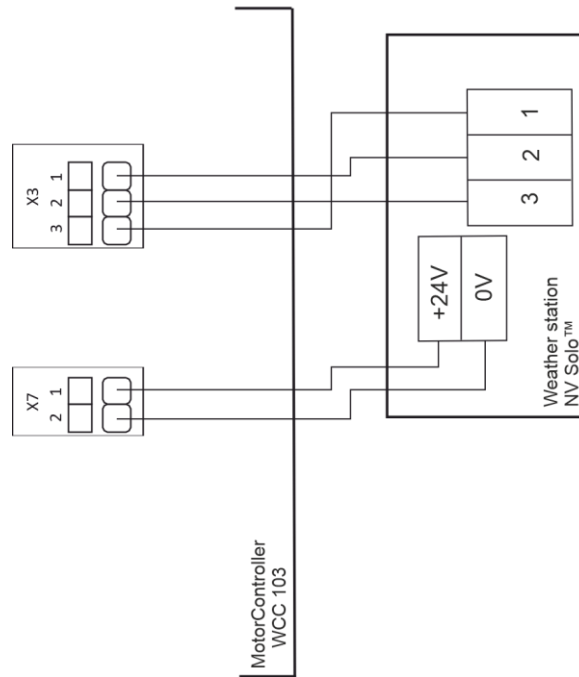 X7
2 1
X3
3 2 1
MotorController
WCC 103
+24V
0V
3 2 1
Weather station
NV Solo™